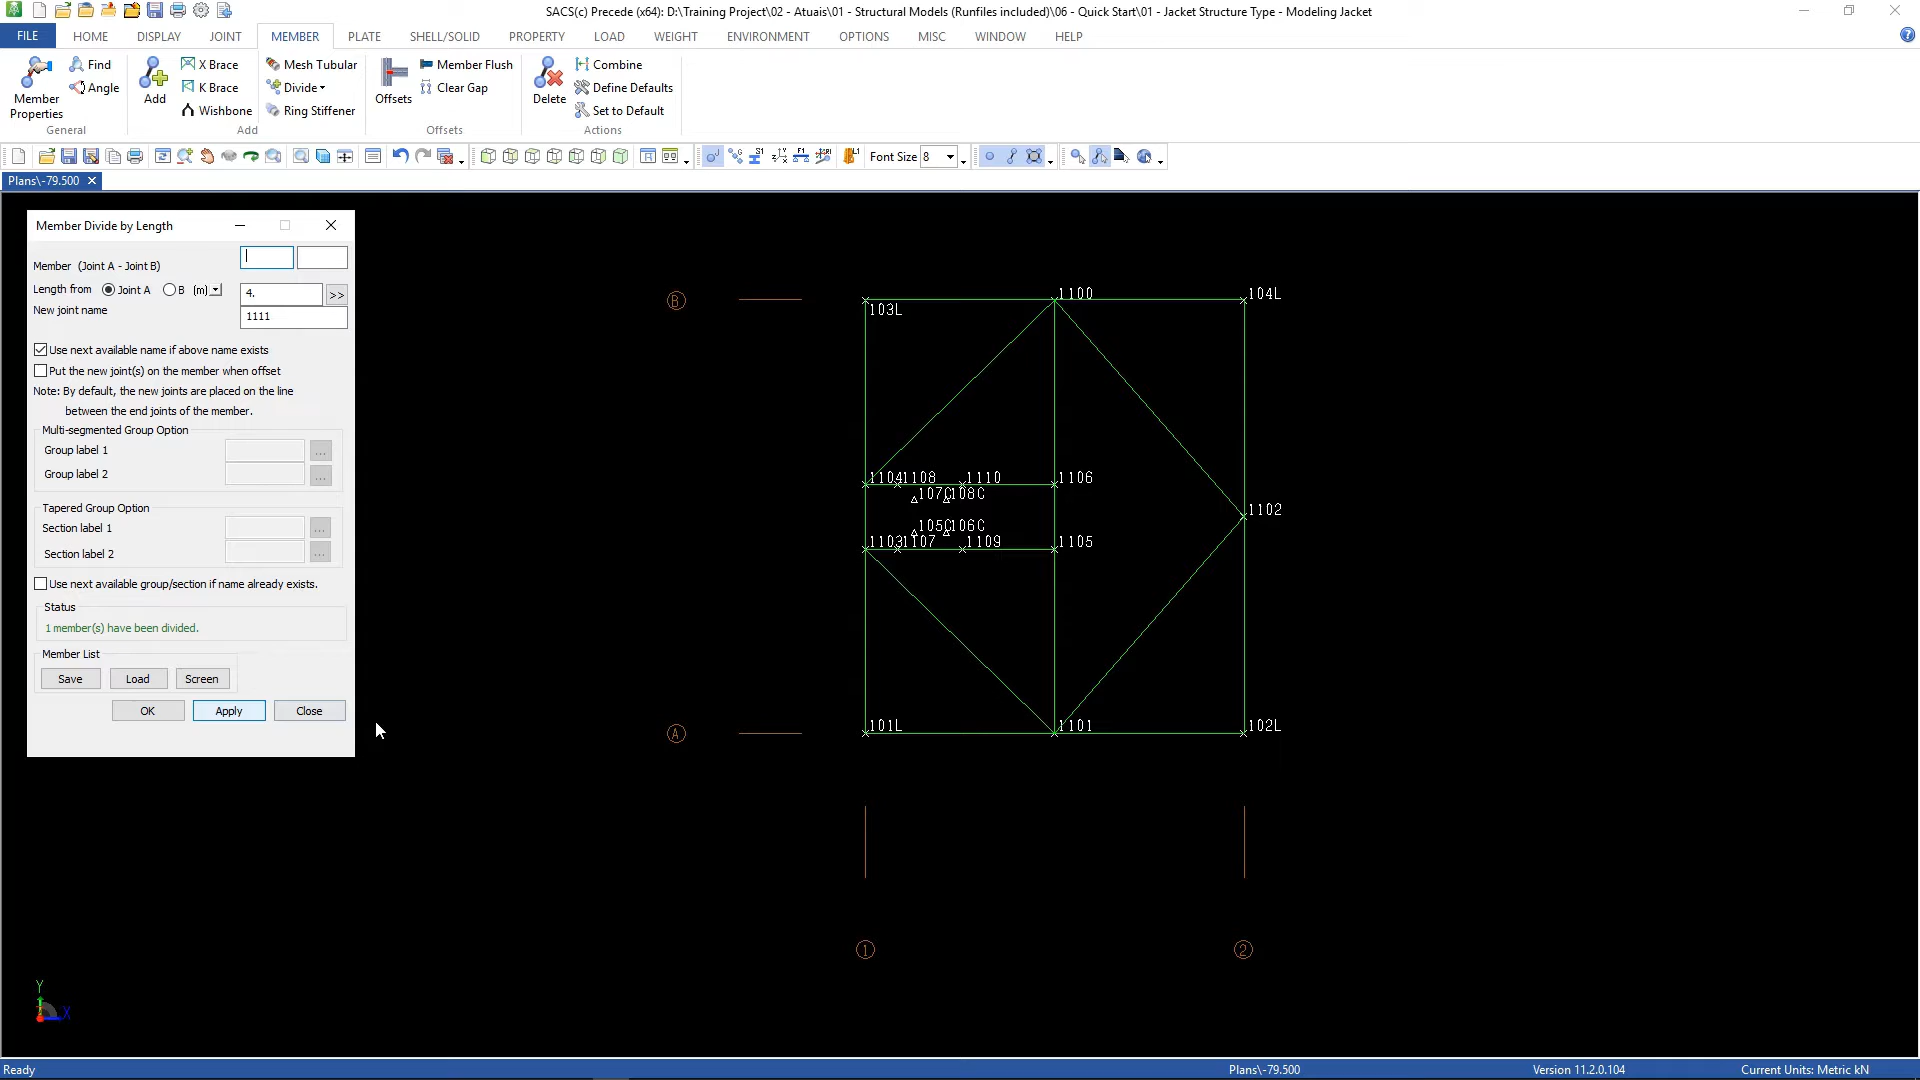 SACS(c) Precede (x64): D:\Training Project\02 - Atuais\01 - Structural Models (Runfiles included)\06 - Quick Start\01 - Jacket Structure Type - Modeling Jacket
FILE HOME DISPLAY JOINT MEMBER PLATE SHELL/SOLID PROPERTY LOAD WEIGHT ENVIRONMENT OPTIONS MISC WINDOW HELP
Find X Brace Mesh Tubular Member Flush Combine
Angle K Brace Divide Clear Gap Define Defaults
Member Properties Add Wishbone Ring Stiffener Offsets Delete Set to Default
General Add Offsets Actions
Font Size 8
Plans\-79.500
Member Divide by Length
Member (Joint A - Joint B)
Length from Joint A B (m) 4. >>
New joint name 1111
Use next available name if above name exists
Put the new joint(s) on the member when offset
Note: By default, the new joints are placed on the line
between the end joints of the member.
Multi-segmented Group Option
Group label 1 ...
Group label 2 ...
Tapered Group Option
Section label 1 ...
Section label 2 ...
Use next available group/section if name already exists.
Status
1 member(s) have been divided.
Member List
Save Load Screen
OK Apply Close
B 103L 1100 104L
1104 1108 1110 1106
107C 108C
1102
105C 106C
1103 1107 1109 1105
A 101L 1101 102L
1 2
Y
X
Ready Plans\-79.500 Version 11.2.0.104 Current Units: Metric kN